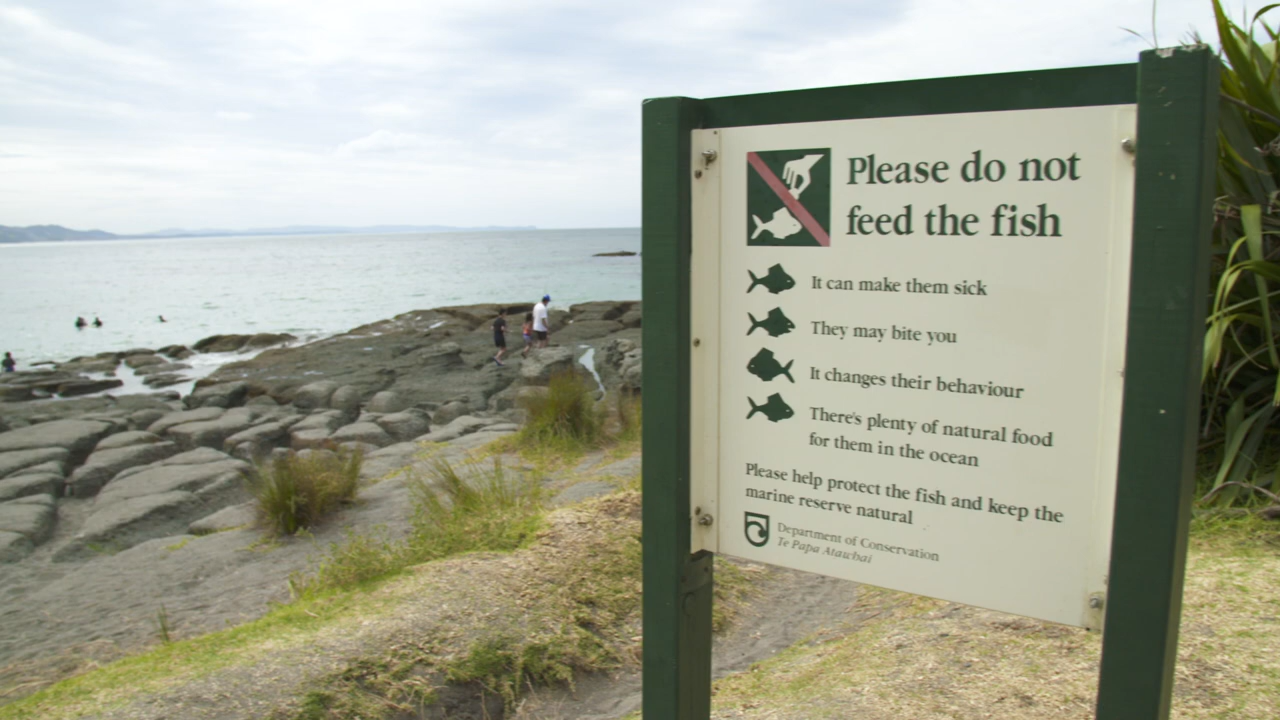 Please do not
feed the fish
It can make them sick
They may bite you
It changes their behaviour
There's plenty of natural food
for them in the ocean
Please help protect the fish and keep the
marine reserve natural
Department of Conservation
Te Papa Atawhai